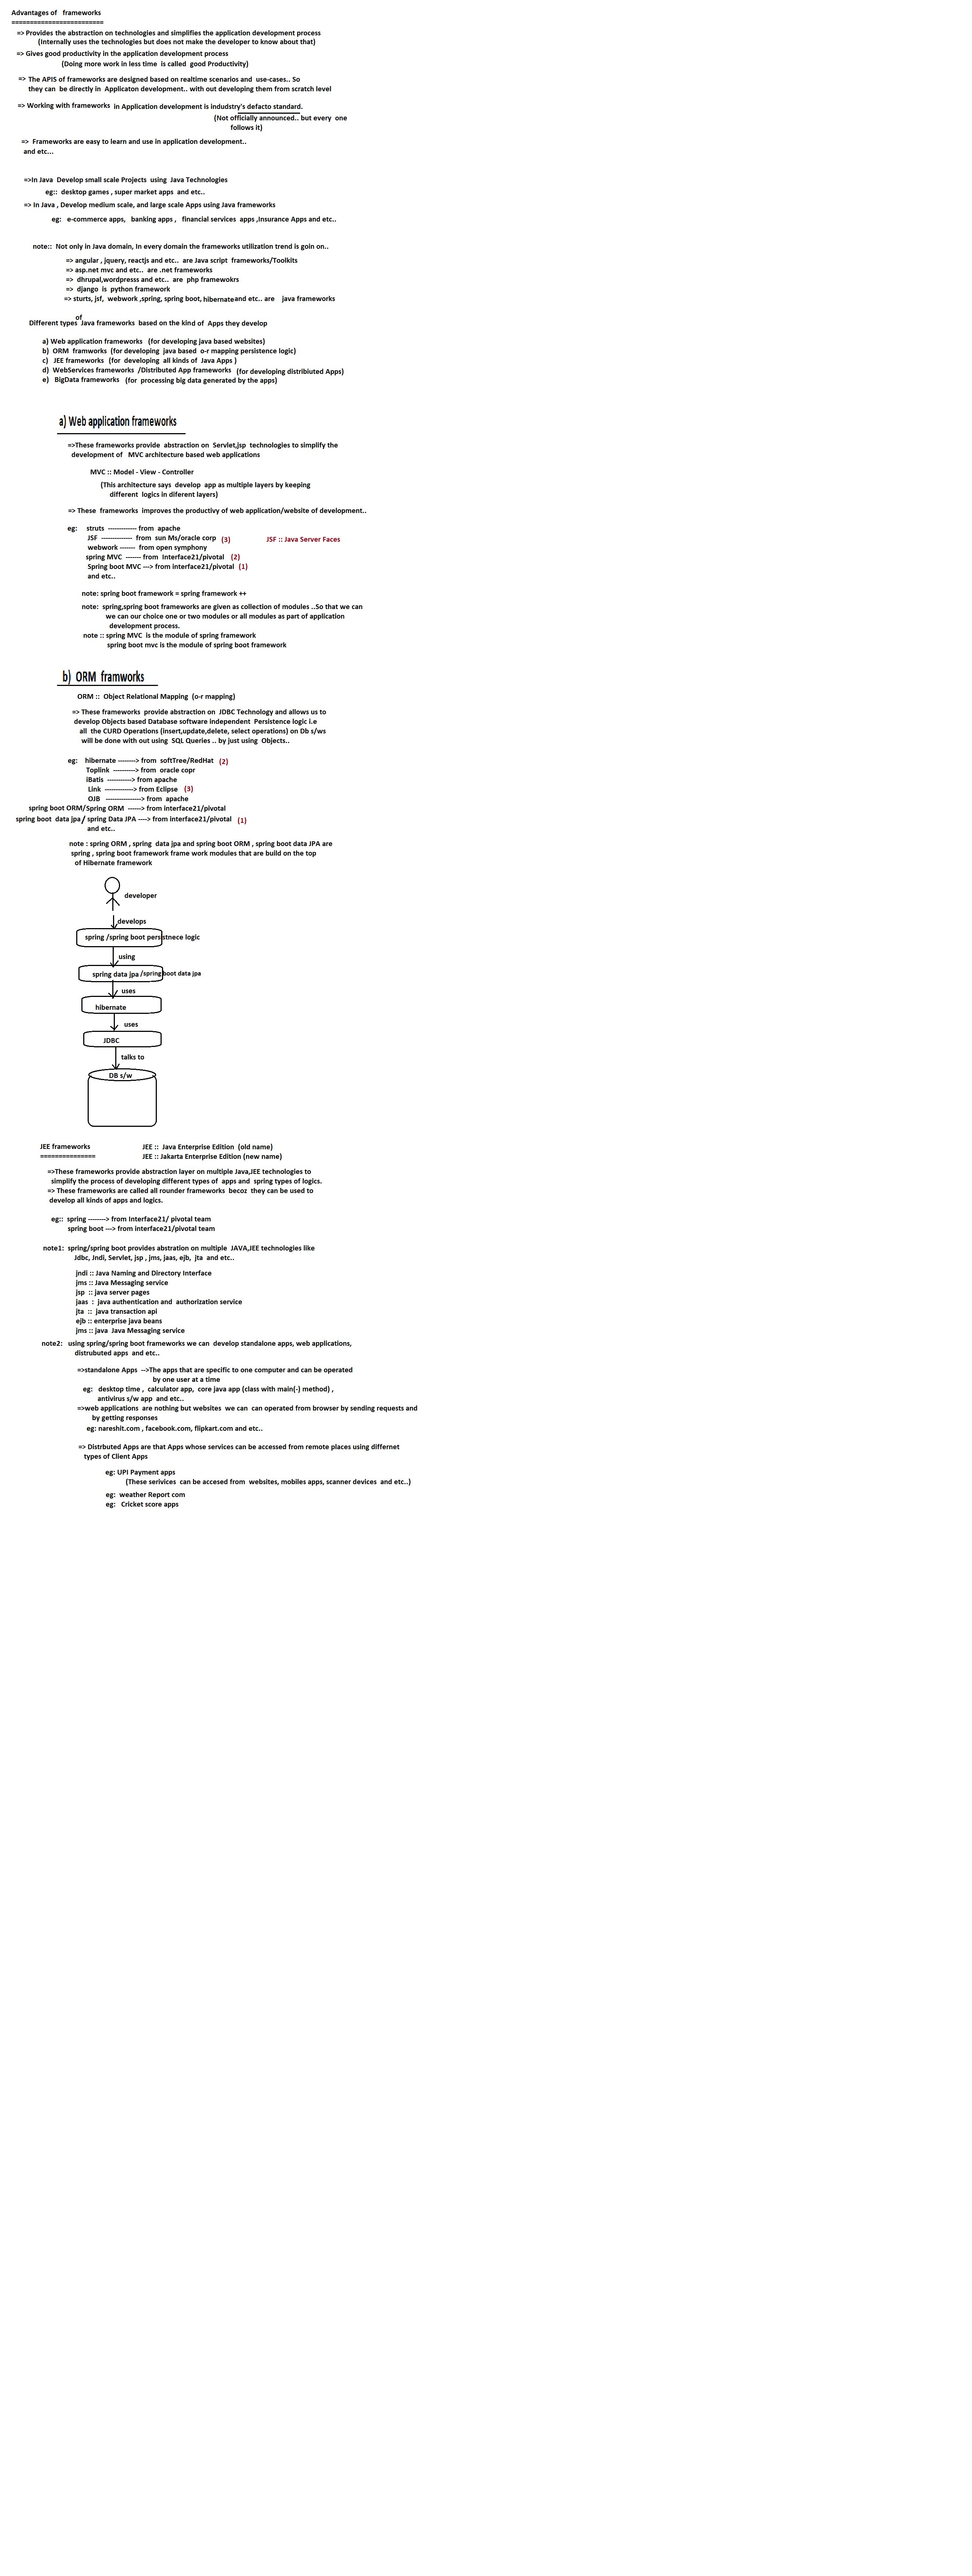 Advantages of frameworks
=========================
=> Provides the abstraction on technologies and simplifies the application development process
(Internally uses the technologies but does not make the developer to know about that)
=> Gives good productivity in the application development process
(Doing more work in less time is called good Productivity)
=> The APIS of frameworks are designed based on realtime scenarios and use-cases.. So
they can be directly in Applicaton development.. with out developing them from scratch level
=> Working with frameworks in Application development is indudstry's defacto standard.
(Not officially announced.. but every one
follows it)
=> Frameworks are easy to learn and use in application development..
and etc...
=>In Java Develop small scale Projects using Java Technologies
eg:: desktop games , super market apps and etc..
=> In Java , Develop medium scale, and large scale Apps using Java frameworks
eg: e-commerce apps, banking apps , financial services apps ,Insurance Apps and etc..
note:: Not only in Java domain, In every domain the frameworks utilization trend is goin on..
=> angular , jquery, reactjs and etc.. are Java script frameworks/Toolkits
=> asp.net mvc and etc.. are .net frameworks
=> dhrupal,wordpresss and etc.. are php framewokrs
=> django is python framework
=> sturts, jsf, webwork ,spring, spring boot, hibernate and etc.. are java frameworks
Different types of Java frameworks based on the kind of Apps they develop
a) Web application frameworks (for developing java based websites)
b) ORM framworks (for developing java based o-r mapping persistence logic)
c) JEE frameworks (for developing all kinds of Java Apps )
d) WebServices frameworks /Distributed App frameworks (for developing distribiuted Apps)
e) BigData frameworks (for processing big data generated by the apps)
a) Web application frameworks
=>These frameworks provide abstraction on Servlet,jsp technologies to simplify the
development of MVC architecture based web applications
MVC :: Model - View - Controller
(This architecture says develop app as multiple layers by keeping
different logics in diferent layers)
=> These frameworks improves the productivy of web application/website of development..
eg: struts ------------- from apache
JSF -------------- from sun Ms/oracle corp (3) JSF :: Java Server Faces
webwork ------- from open symphony
spring MVC ------- from Interface21/pivotal (2)
Spring boot MVC ---> from interface21/pivotal (1)
and etc..
note: spring boot framework = spring framework ++
note: spring,spring boot frameworks are given as collection of modules ..So that we can
we can our choice one or two modules or all modules as part of application
development process.
note :: spring MVC is the module of spring framework
spring boot mvc is the module of spring boot framework
b) ORM framworks
ORM :: Object Relational Mapping (o-r mapping)
=> These frameworks provide abstraction on JDBC Technology and allows us to
develop Objects based Database software independent Persistence logic i.e
all the CURD Operations (insert,update,delete, select operations) on Db s/ws
will be done with out using SQL Queries .. by just using Objects..
eg: hibernate --------> from softTree/RedHat (2)
Toplink ----------> from oracle copr
iBatis -----------> from apache
Link -------------> from Eclipse (3)
OJB ----------------> from apache
spring boot ORM/Spring ORM ------> from interface21/pivotal
spring boot data jpa/ spring Data JPA ----> from interface21/pivotal (1)
and etc..
note : spring ORM , spring data jpa and spring boot ORM , spring boot data JPA are
spring , spring boot framework frame work modules that are build on the top
of Hibernate framework
developer
develops
spring /spring boot persistnece logic
using
spring data jpa /spring boot data jpa
uses
hibernate
uses
JDBC
talks to
DB s/w
JEE frameworks JEE :: Java Enterprise Edition (old name)
=============== JEE :: Jakarta Enterprise Edition (new name)
=>These frameworks provide abstraction layer on multiple Java,JEE technologies to
simplify the process of developing different types of apps and spring types of logics.
=> These frameworks are called all rounder frameworks becoz they can be used to
develop all kinds of apps and logics.
eg:: spring --------> from Interface21/ pivotal team
spring boot ---> from interface21/pivotal team
note1: spring/spring boot provides abstration on multiple JAVA,JEE technologies like
Jdbc, Jndi, Servlet, jsp , jms, jaas, ejb, jta and etc..
jndi :: Java Naming and Directory Interface
jms :: Java Messaging service
jsp :: java server pages
jaas : java authentication and authorization service
jta :: java transaction api
ejb :: enterprise java beans
jms :: java Java Messaging service
note2: using spring/spring boot frameworks we can develop standalone apps, web applications,
distrubuted apps and etc..
=>standalone Apps -->The apps that are specific to one computer and can be operated
by one user at a time
eg: desktop time , calculator app, core java app (class with main(-) method) ,
antivirus s/w app and etc..
=>web applications are nothing but websites we can can operated from browser by sending requests and
by getting responses
eg: nareshit.com , facebook.com, flipkart.com and etc..
=> Distrbuted Apps are that Apps whose services can be accessed from remote places using differnet
types of Client Apps
eg: UPI Payment apps
(These serivices can be accesed from websites, mobiles apps, scanner devices and etc..)
eg: weather Report com
eg: Cricket score apps